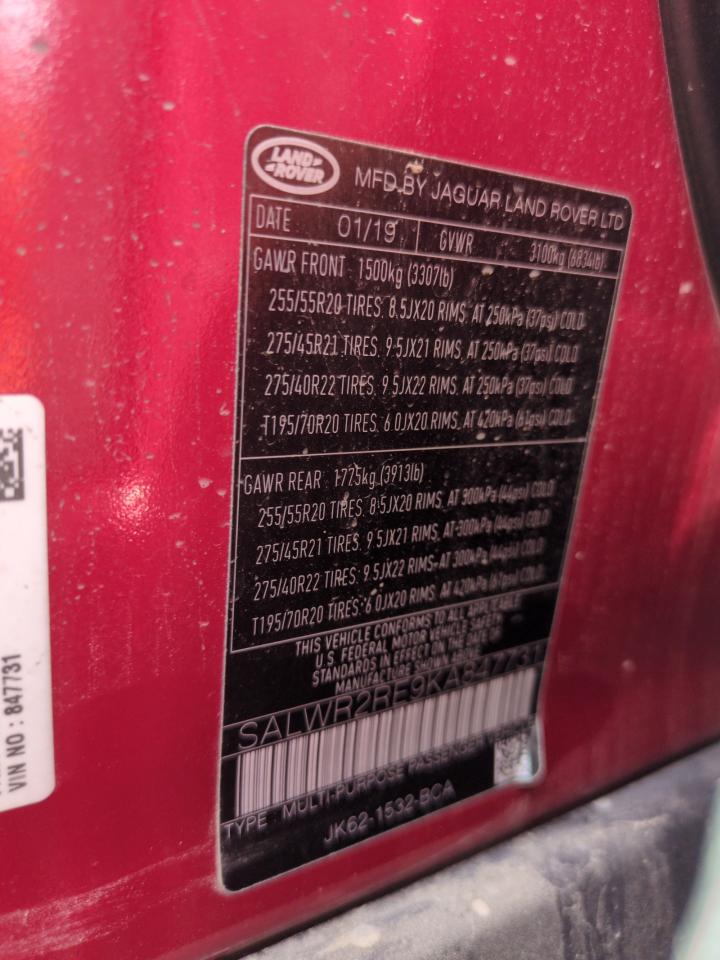 LAND
ROVER
MFD.BY JAGUAR LAND ROVER LTD
DATE 01/19 GVWR 3100kg (6834lb)
GAWR FRONT 1500kg (3307lb)
255/55R20 TIRES. 8.5JX20 RIMS. AT 250kPa (37psi) COLD
275/45R21 TIRES. 9.5JX21 RIMS. AT 250kPa (37psi) COLD
275/40R22 TIRES. 9.5JX22 RIMS. AT 250kPa (37psi) COLD
T195/70R20 TIRES. 6.0JX20 RIMS. AT 420kPa (61psi) COLD
GAWR REAR 1775kg (3913lb)
255/55R20 TIRES. 8.5JX20 RIMS. AT 300kPa (44psi) COLD
275/45R21 TIRES. 9.5JX21 RIMS. AT 300kPa (44psi) COLD
275/40R22 TIRES. 9.5JX22 RIMS. AT 300kPa (44psi) COLD
T195/70R20 TIRES. 6.0JX20 RIMS. AT 420kPa (61psi) COLD
THIS VEHICLE CONFORMS TO ALL APPLICABLE
U.S. FEDERAL MOTOR VEHICLE SAFETY
STANDARDS IN EFFECT ON THE DATE OF
MANUFACTURE SHOWN ABOVE
SALWR2RE9KA847731
TYPE MULTI-PURPOSE PASSENGER
JK62-1532-BCA
VIN NO : 847731